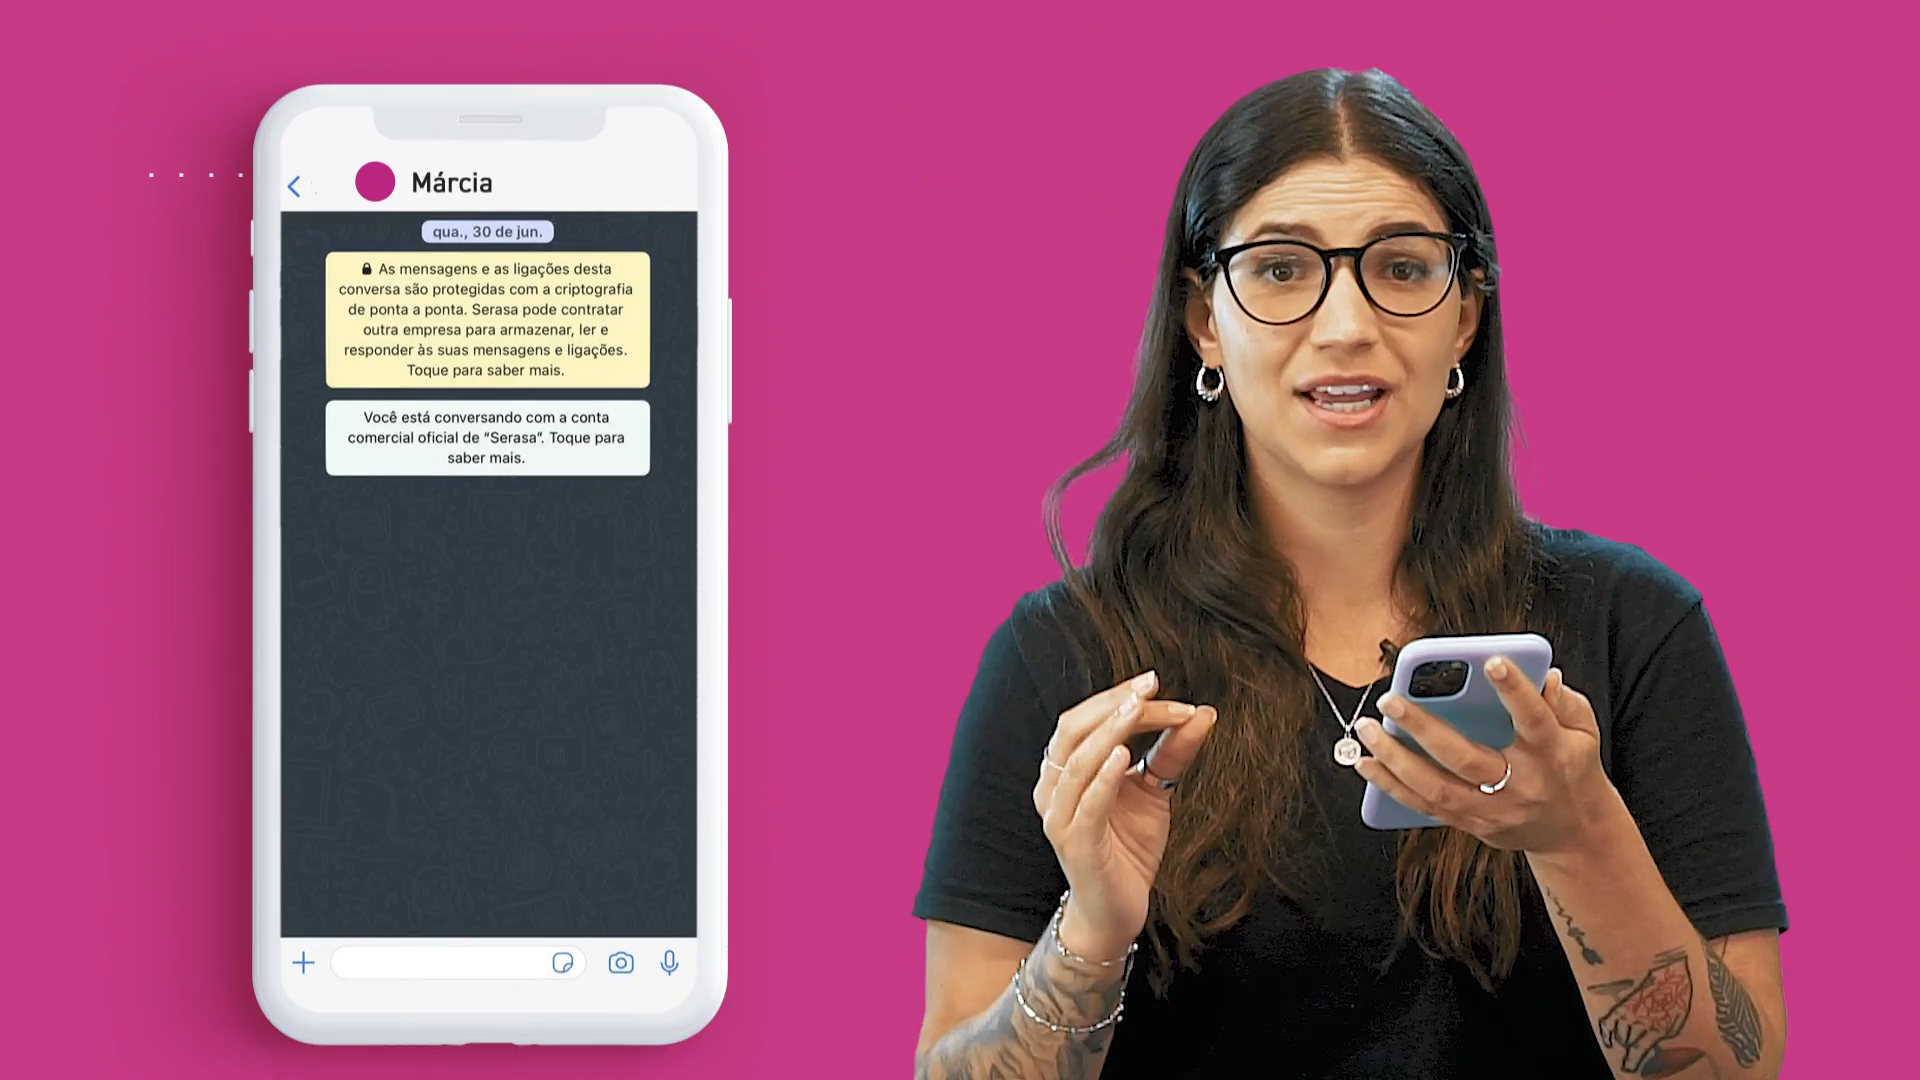 Márcia
qua., 30 de jun.
As mensagens e as ligações desta
conversa são protegidas com a criptografia
de ponta a ponta. Serasa pode contratar
outra empresa para armazenar, ler e
responder às suas mensagens e ligações.
Toque para saber mais.
Você está conversando com a conta
comercial oficial de “Serasa”. Toque para
saber mais.